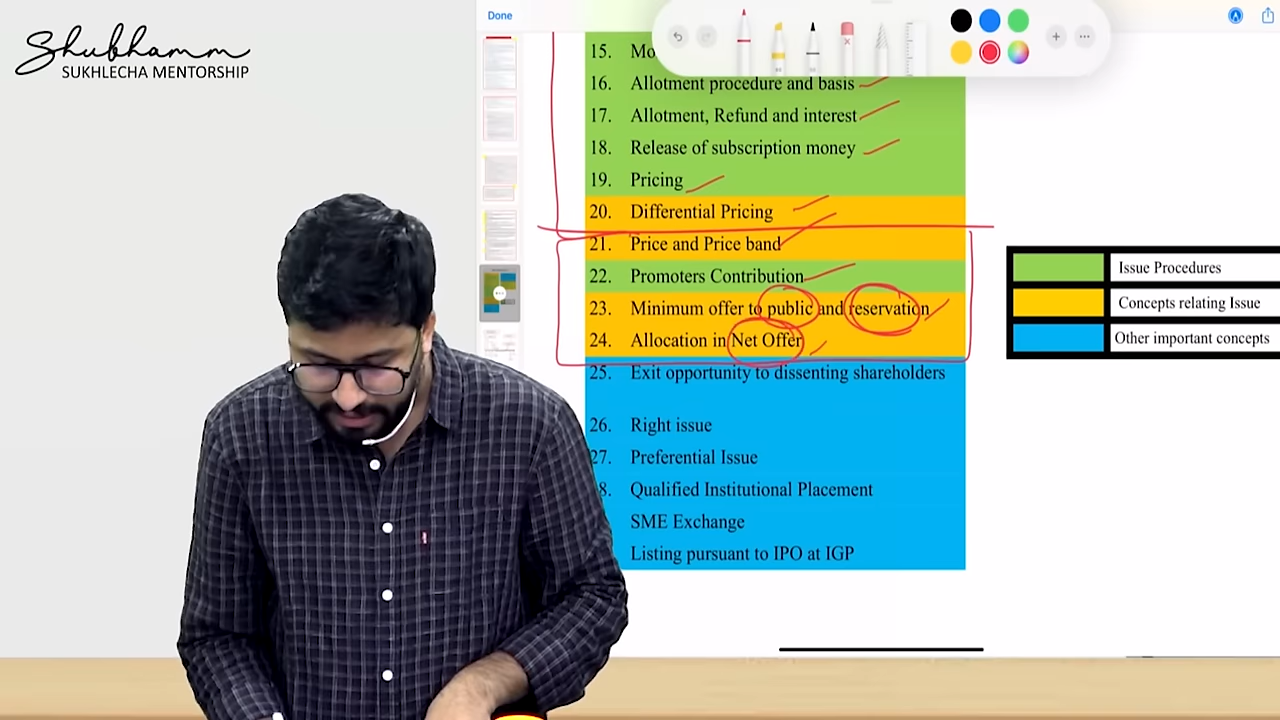 Shubhamm
SUKHLECHA MENTORSHIP
Done
15. Mo
16. Allotment procedure and basis
17. Allotment, Refund and interest
18. Release of subscription money
19. Pricing
20. Differential Pricing
21. Price and Price band
22. Promoters Contribution
23. Minimum offer to public and reservation
24. Allocation in Net Offer
25. Exit opportunity to dissenting shareholders
26. Right issue
27. Preferential Issue
8. Qualified Institutional Placement
SME Exchange
Listing pursuant to IPO at IGP
Issue Procedures
Concepts relating Issue
Other important concepts